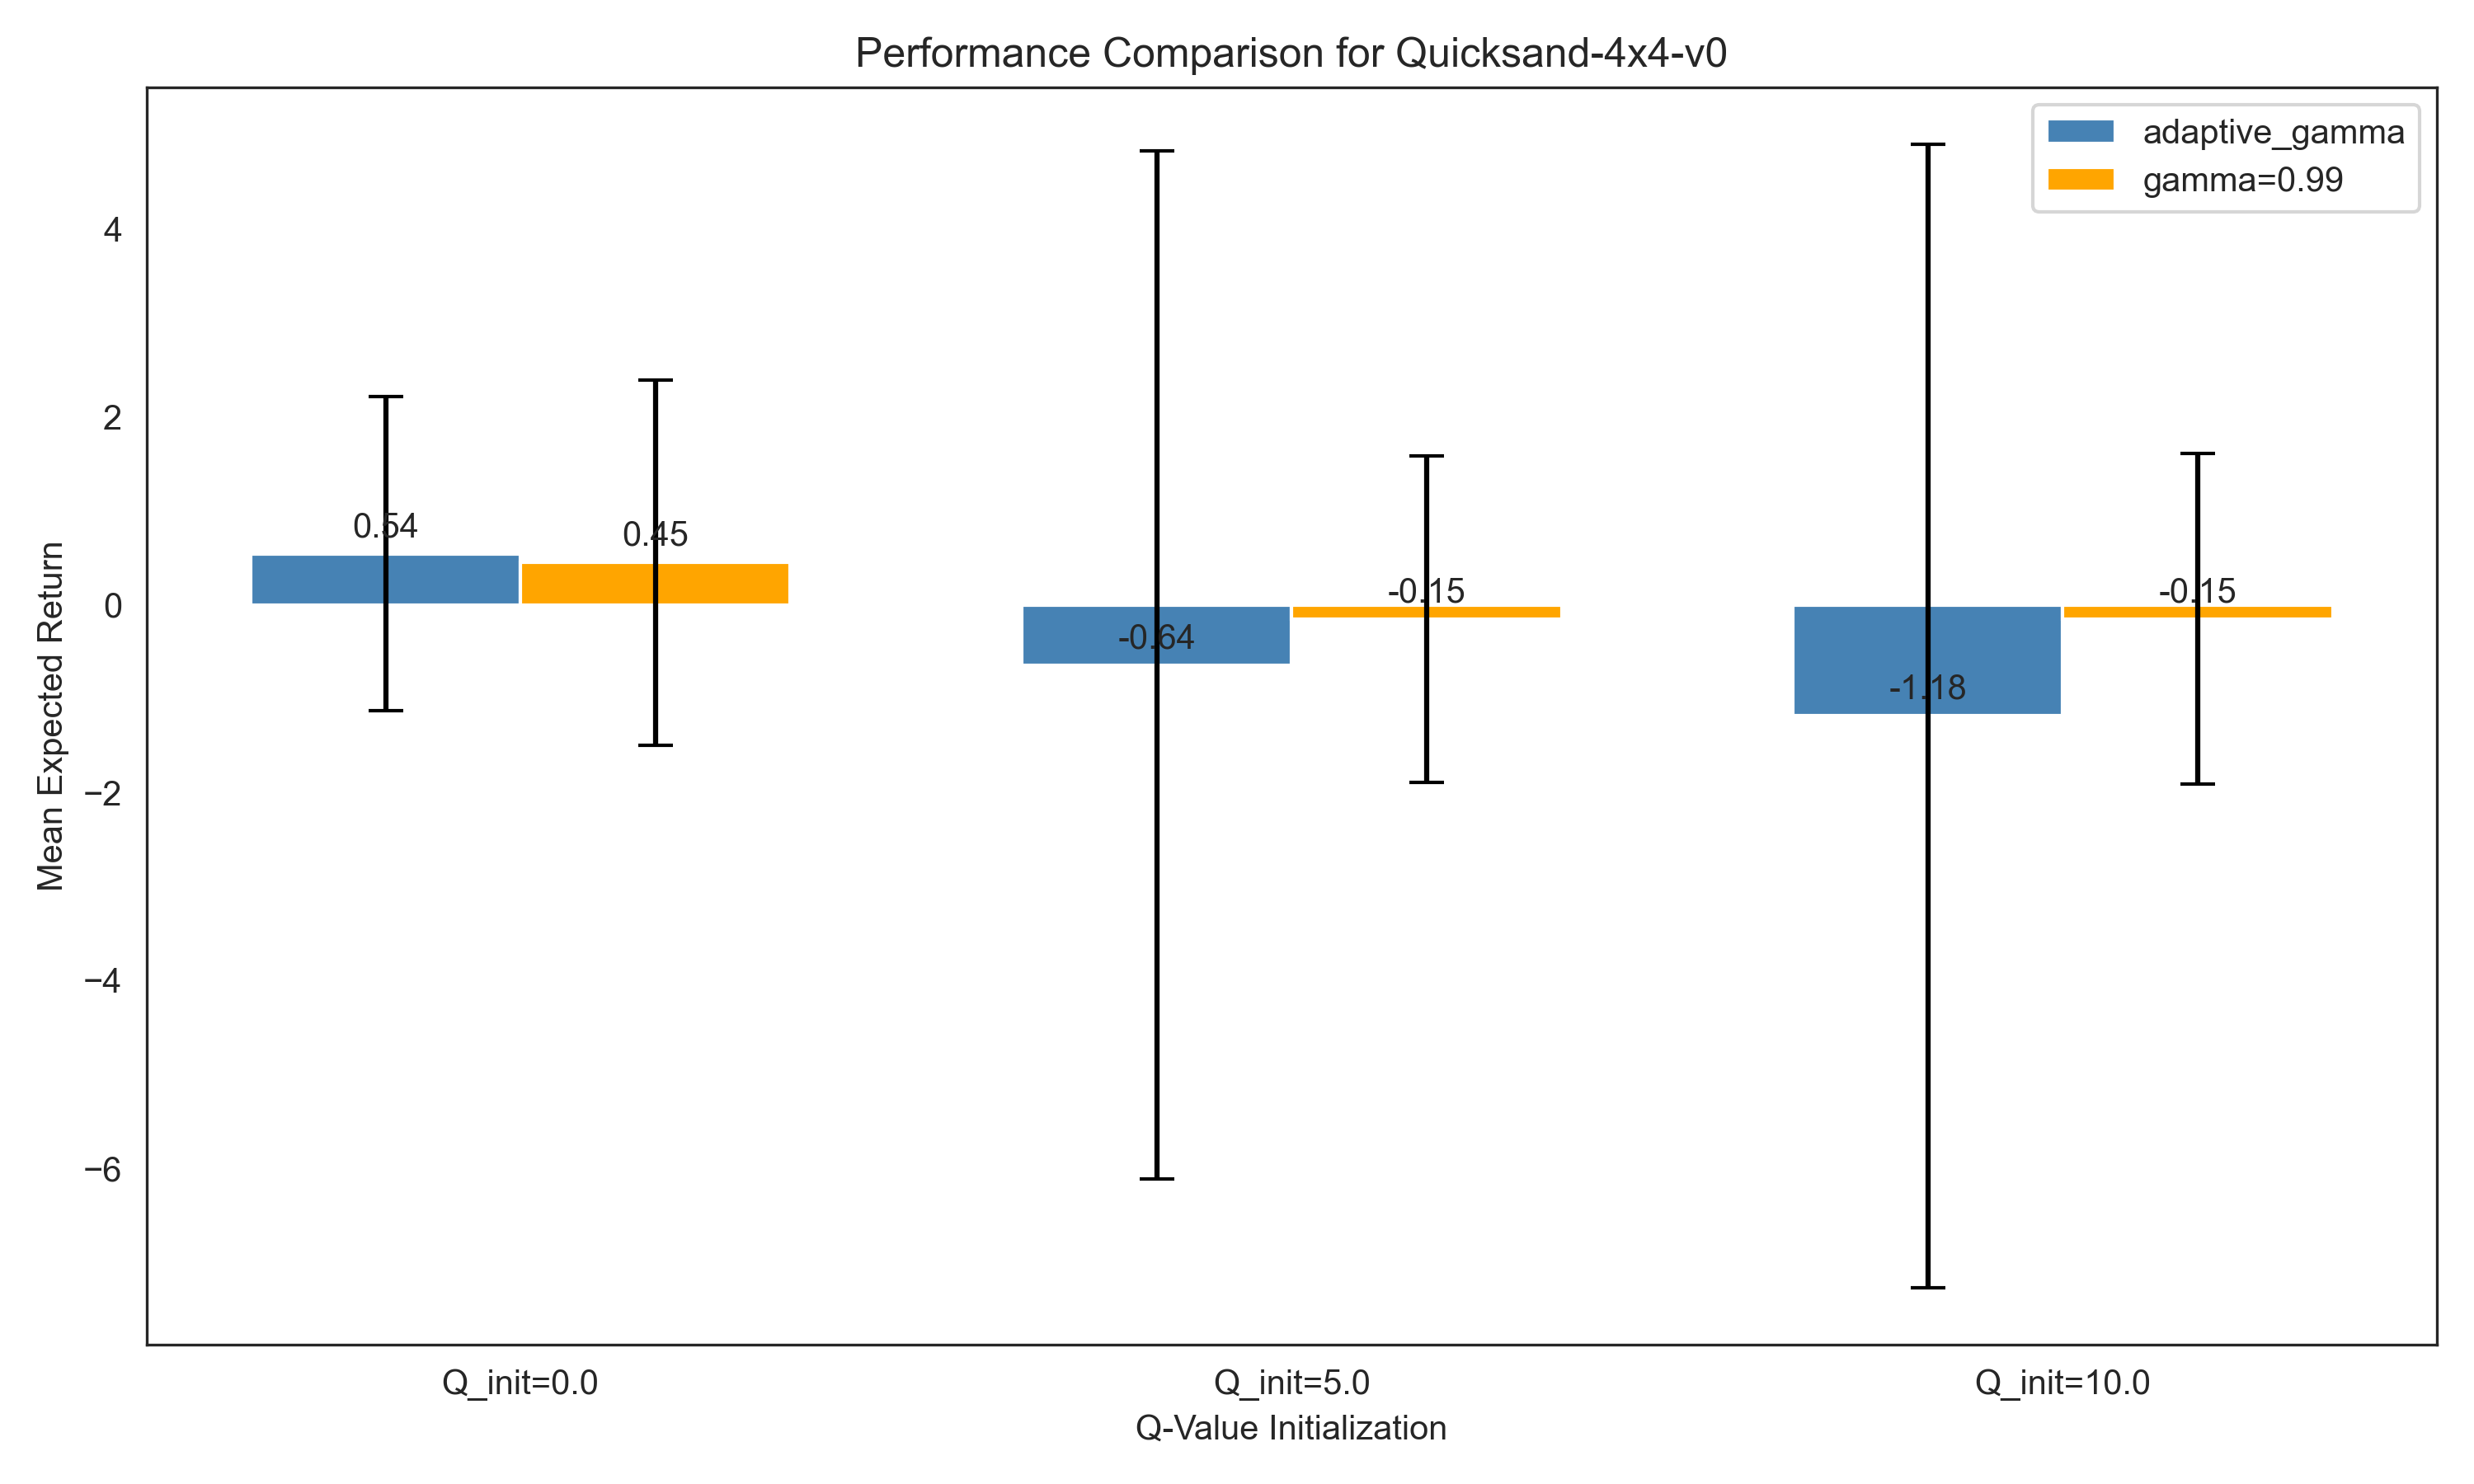 Performance Comparison for Quicksand-4x4-v0
adaptive_gamma
gamma=0.99
Mean Expected Return
4
2
0
−2
−4
−6
0.54
0.45
-0.64
-0.15
-1.18
-0.15
Q_init=0.0
Q_init=5.0
Q_init=10.0
Q-Value Initialization